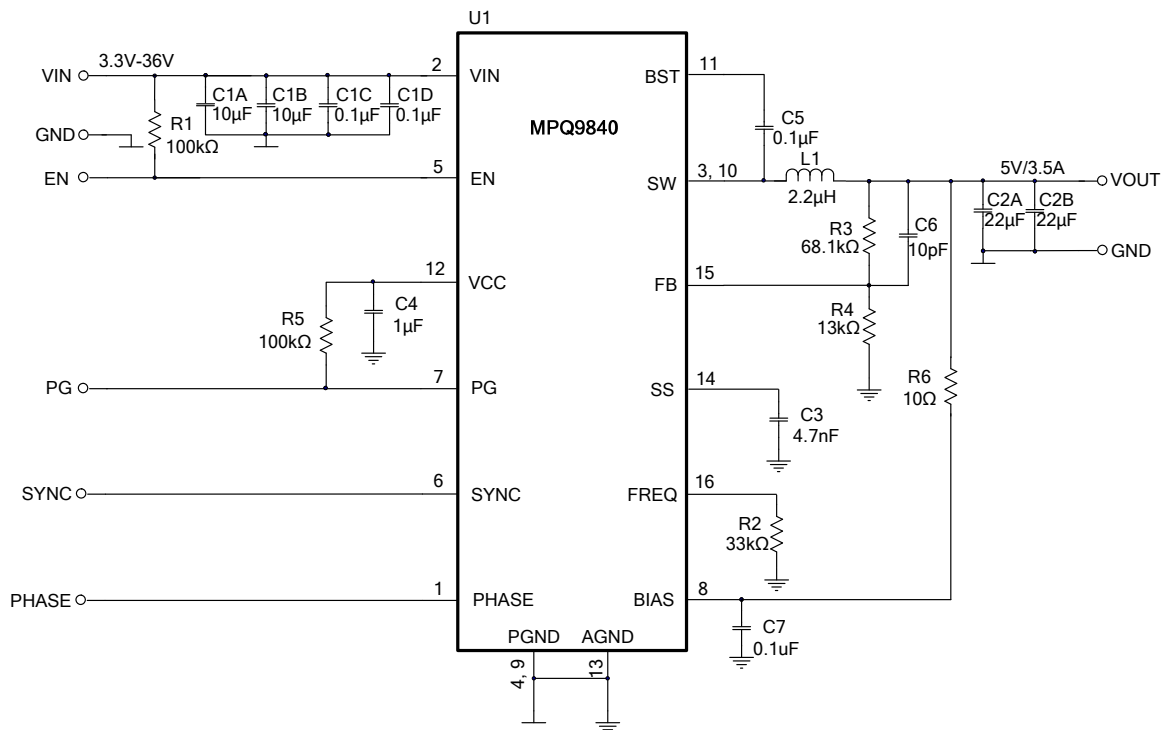 U1
VIN
3.3V-36V
2
VIN
C1A
10µF
C1B
10µF
C1C
0.1µF
C1D
0.1µF
GND
R1
100kΩ
EN
5
EN
MPQ9840
BST
11
C5
0.1µF
L1
2.2µH
3, 10
SW
5V/3.5A
VOUT
C2A
22µF
C2B
22µF
GND
R3
68.1kΩ
C6
10pF
FB
15
R4
13kΩ
12
VCC
C4
1µF
R5
100kΩ
PG
7
PG
SS
14
C3
4.7nF
R6
10Ω
SYNC
6
SYNC
FREQ
16
R2
33kΩ
PHASE
1
PHASE
BIAS
8
C7
0.1uF
PGND
AGND
4, 9
13